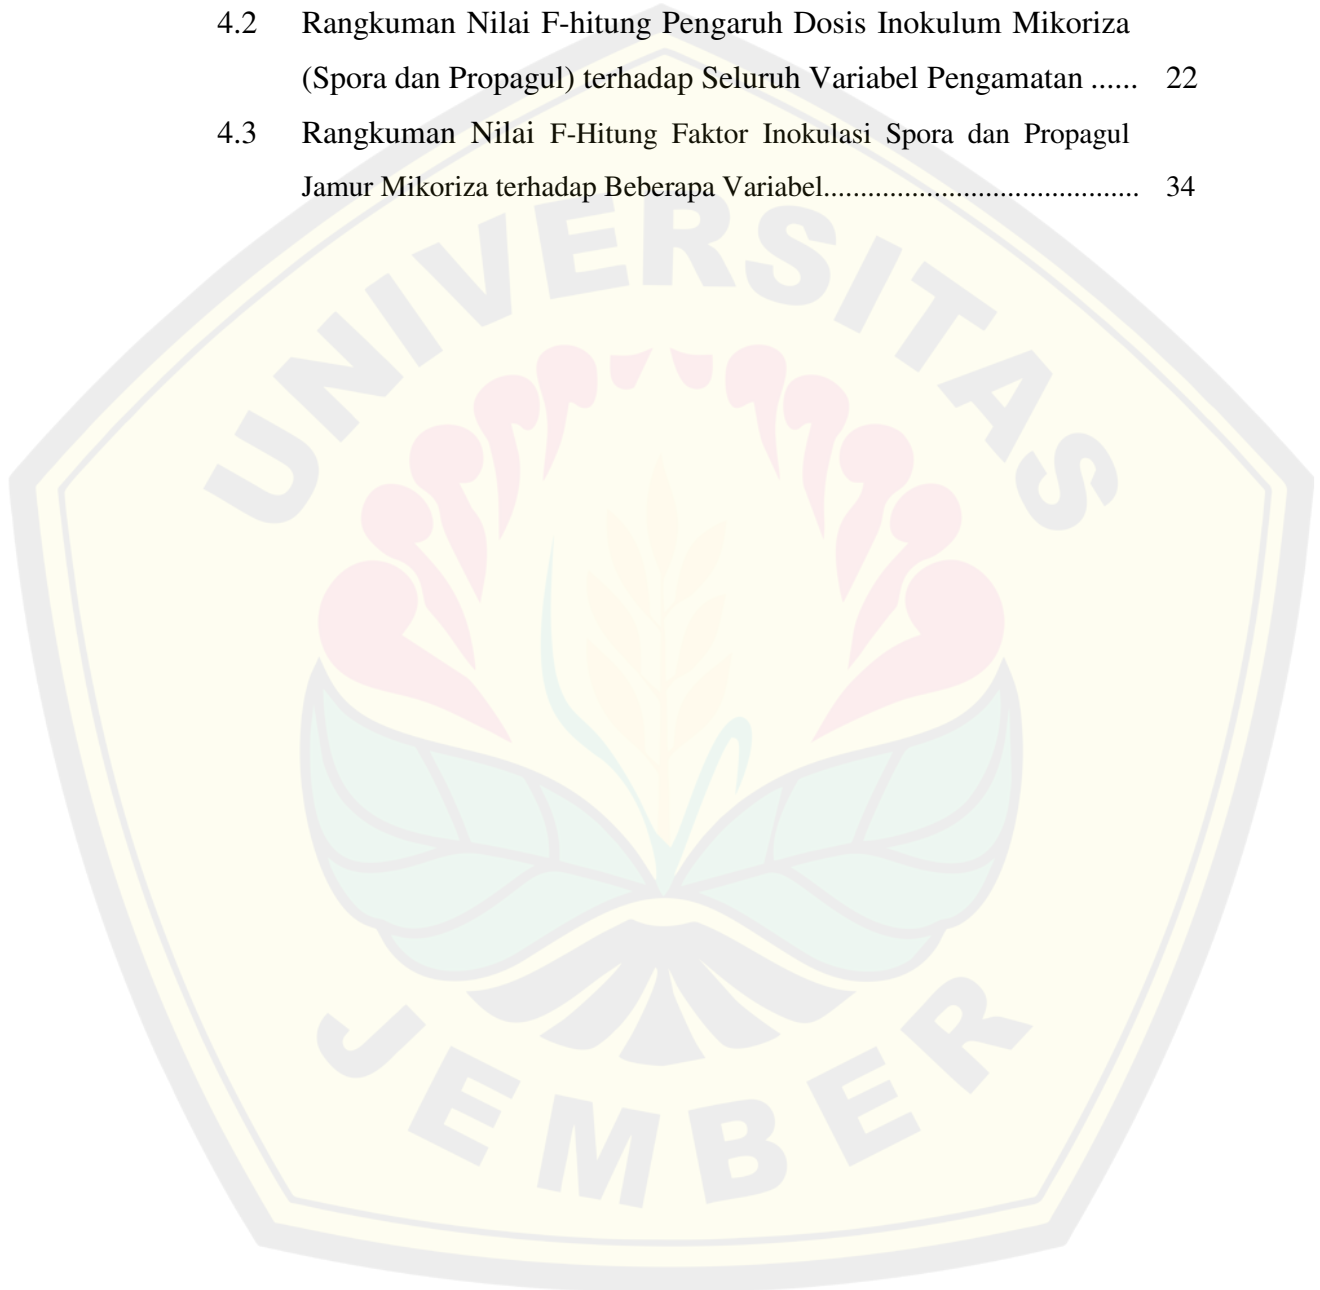 4.2 Rangkuman Nilai F-hitung Pengaruh Dosis Inokulum Mikoriza
(Spora dan Propagul) terhadap Seluruh Variabel Pengamatan ...... 22
4.3 Rangkuman Nilai F-Hitung Faktor Inokulasi Spora dan Propagul
Jamur Mikoriza terhadap Beberapa Variabel........................................... 34
UNIVERSITAS
JEMBER